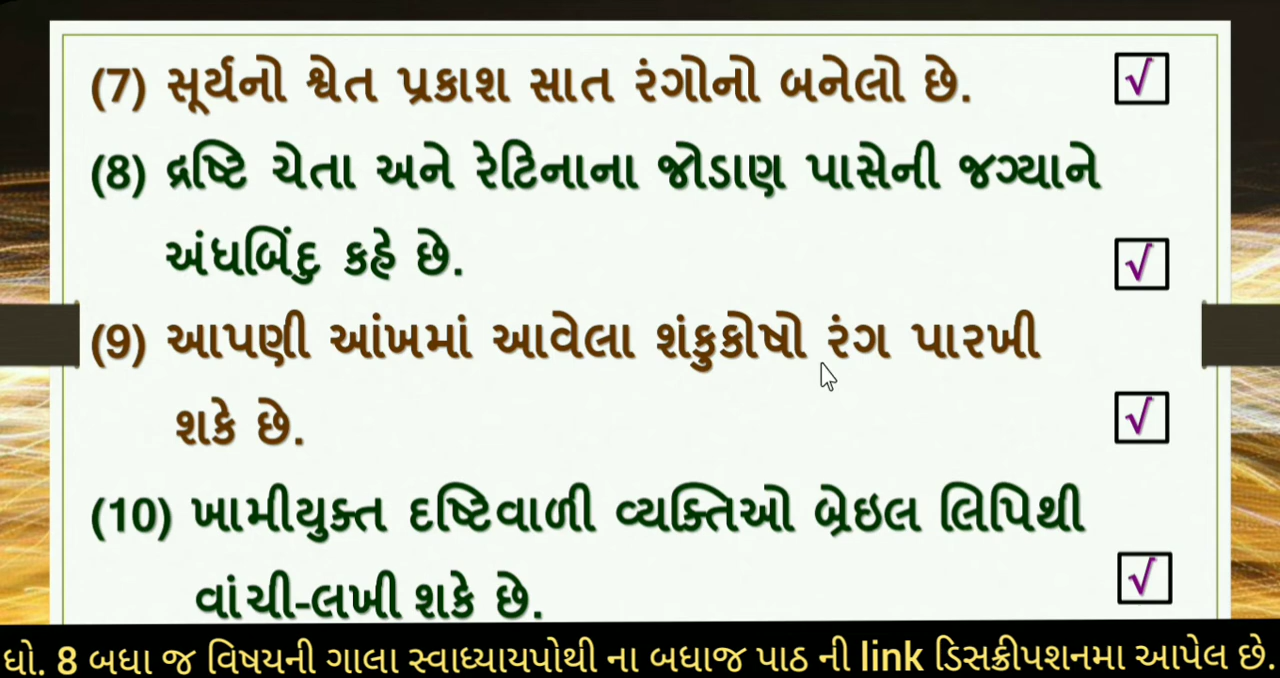 (7) સૂર્યનો શ્વેત પ્રકાશ સાત રંગોનો બનેલો છે. √
(8) દ્રષ્ટિ ચેતા અને રેટિનાના જોડાણ પાસેની જગ્યાને
અંધબિંદુ કહે છે. √
(9) આપણી આંખમાં આવેલા શંકુકોષો રંગ પારખી
શકે છે. √
(10) ખામીયુક્ત દષ્ટિવાળી વ્યક્તિઓ બ્રેઇલ લિપિથી
વાંચી-લખી શકે છે. √
ધો. 8 બધા જ વિષયની ગાલા સ્વાધ્યાયપોથી ના બધાજ પાઠ ની link ડિસક્રીપશનમા આપેલ છે.